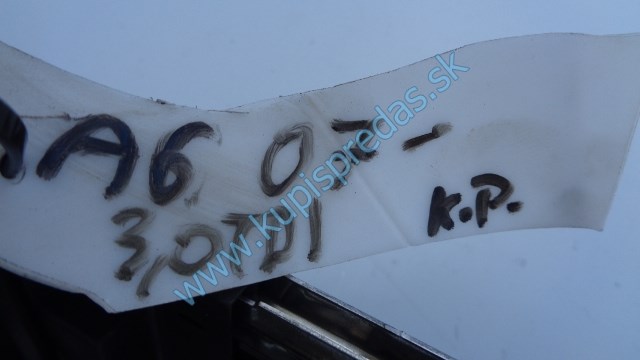 A6 07-
3,0TDI K.P.
www.kupispredas.sk